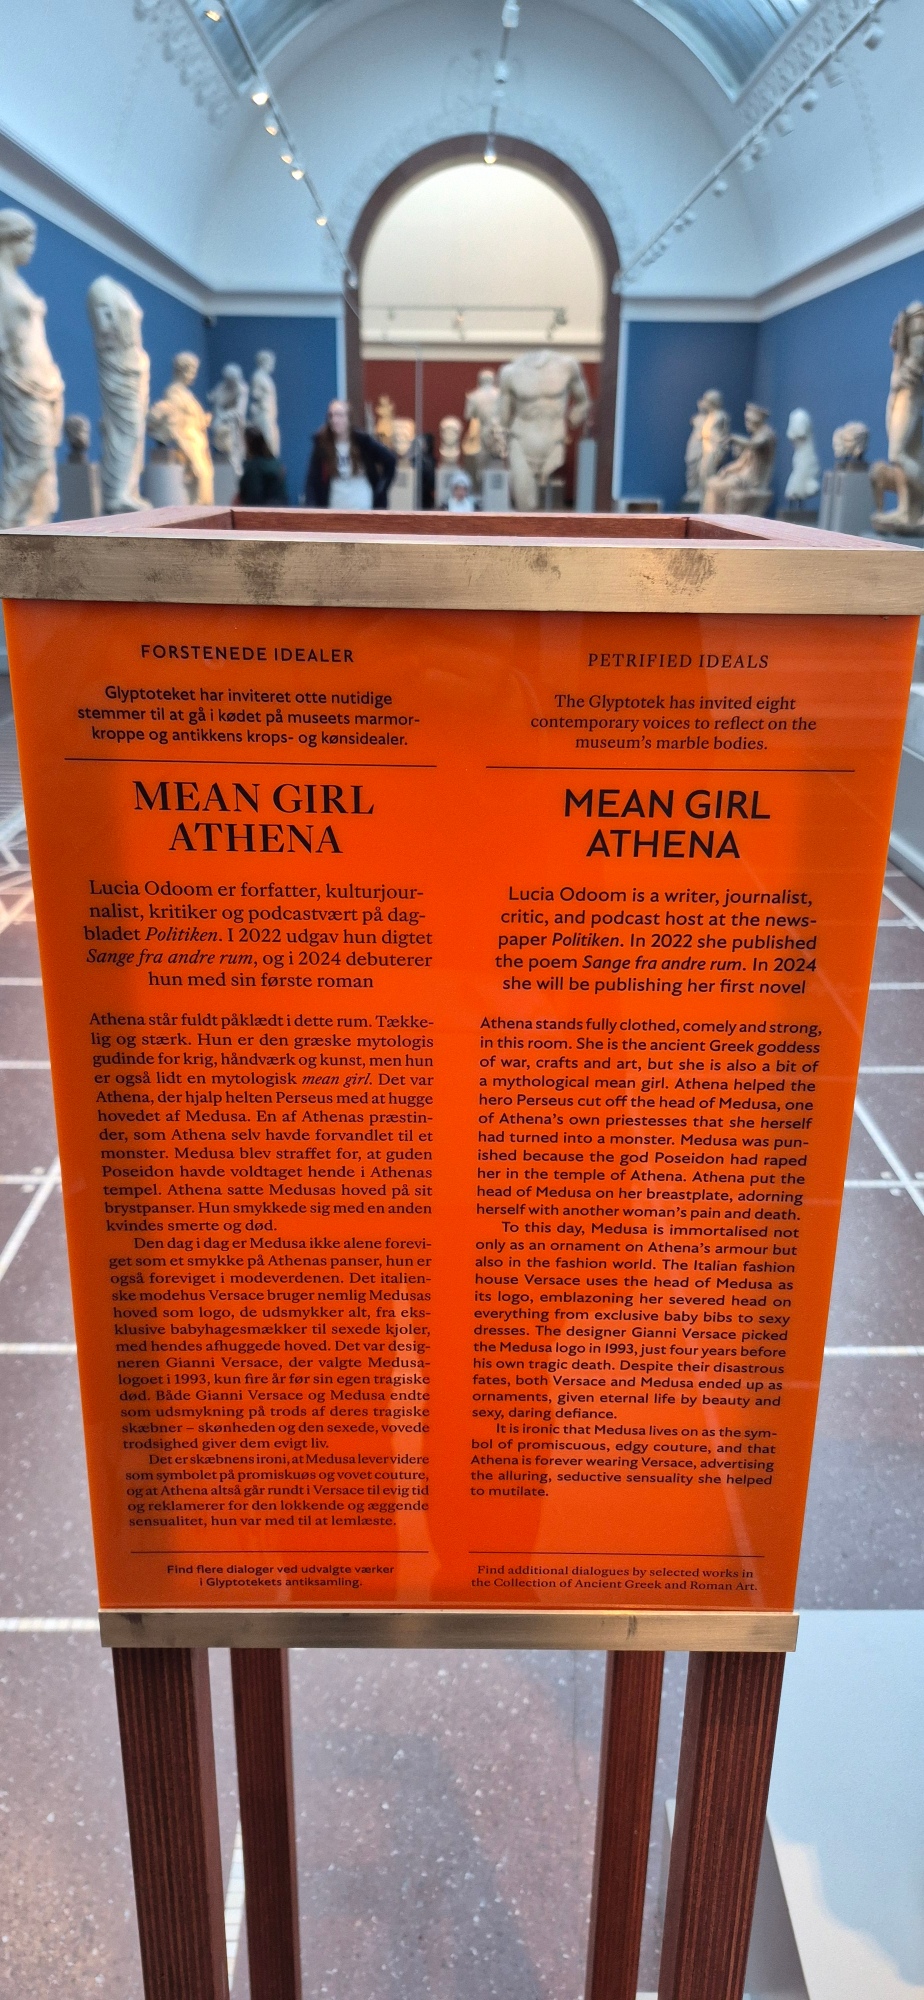 FORSTENEDE IDEALER
Glyptoteket har inviteret otte nutidige
stemmer til at gå i kødet på museets marmor-
kroppe og antikkens krops- og kønsidealer.
MEAN GIRL
ATHENA
Lucia Odoom er forfatter, kulturjour-
nalist, kritiker og podcastvært på dag-
bladet Politiken. I 2022 udgav hun digtet
Sange fra andre rum, og i 2024 debuterer
hun med sin første roman
Athena står fuldt påklædt i dette rum. Tække-
lig og stærk. Hun er den græske mytologis
gudinde for krig, håndværk og kunst, men hun
er også lidt en mytologisk mean girl. Det var
Athena, der hjalp helten Perseus med at hugge
hovedet af Medusa. En af Athenas præstin-
der, som Athena selv havde forvandlet til et
monster. Medusa blev straffet for, at guden
Poseidon havde voldtaget hende i Athenas
tempel. Athena satte Medusas hoved på sit
brystpanser. Hun smykkede sig med en anden
kvindes smerte og død.
Den dag i dag er Medusa ikke alene forevi-
get som et smykke på Athenas panser, hun er
også foreviget i modeverdenen. Det italien-
ske modehus Versace bruger nemlig Medusas
hoved som logo, de udsmykker alt, fra eks-
klusive babyhagesmækker til sexede kjoler,
med hendes afhuggede hoved. Det var desig-
neren Gianni Versace, der valgte Medusa-
logoet i 1993, kun fire år før sin egen tragiske
død. Både Gianni Versace og Medusa endte
som udsmykning på trods af deres tragiske
skæbner – skønheden og den sexede, vovede
trodsighed giver dem evigt liv.
Det er skæbnens ironi, at Medusa lever videre
som symbolet på promiskuøs og vovet couture,
og at Athena altså går rundt i Versace til evig tid
og reklamerer for den lokkende og æggende
sensualitet, hun var med til at lemlæste.
Find flere dialoger ved udvalgte værker
i Glyptotekets antiksamling.
PETRIFIED IDEALS
The Glyptotek has invited eight
contemporary voices to reflect on the
museum's marble bodies.
MEAN GIRL
ATHENA
Lucia Odoom is a writer, journalist,
critic, and podcast host at the news-
paper Politiken. In 2022 she published
the poem Sange fra andre rum. In 2024
she will be publishing her first novel
Athena stands fully clothed, comely and strong,
in this room. She is the ancient Greek goddess
of war, crafts and art, but she is also a bit of
a mythological mean girl. Athena helped the
hero Perseus cut off the head of Medusa, one
of Athena's own priestesses that she herself
had turned into a monster. Medusa was pun-
ished because the god Poseidon had raped
her in the temple of Athena. Athena put the
head of Medusa on her breastplate, adorning
herself with another woman's pain and death.
To this day, Medusa is immortalised not
only as an ornament on Athena's armour but
also in the fashion world. The Italian fashion
house Versace uses the head of Medusa as
its logo, emblazoning her severed head on
everything from exclusive baby bibs to sexy
dresses. The designer Gianni Versace picked
the Medusa logo in 1993, just four years before
his own tragic death. Despite their disastrous
fates, both Versace and Medusa ended up as
ornaments, given eternal life by beauty and
sexy, daring defiance.
It is ironic that Medusa lives on as the sym-
bol of promiscuous, edgy couture, and that
Athena is forever wearing Versace, advertising
the alluring, seductive sensuality she helped
to mutilate.
Find additional dialogues by selected works in
the Collection of Ancient Greek and Roman Art.